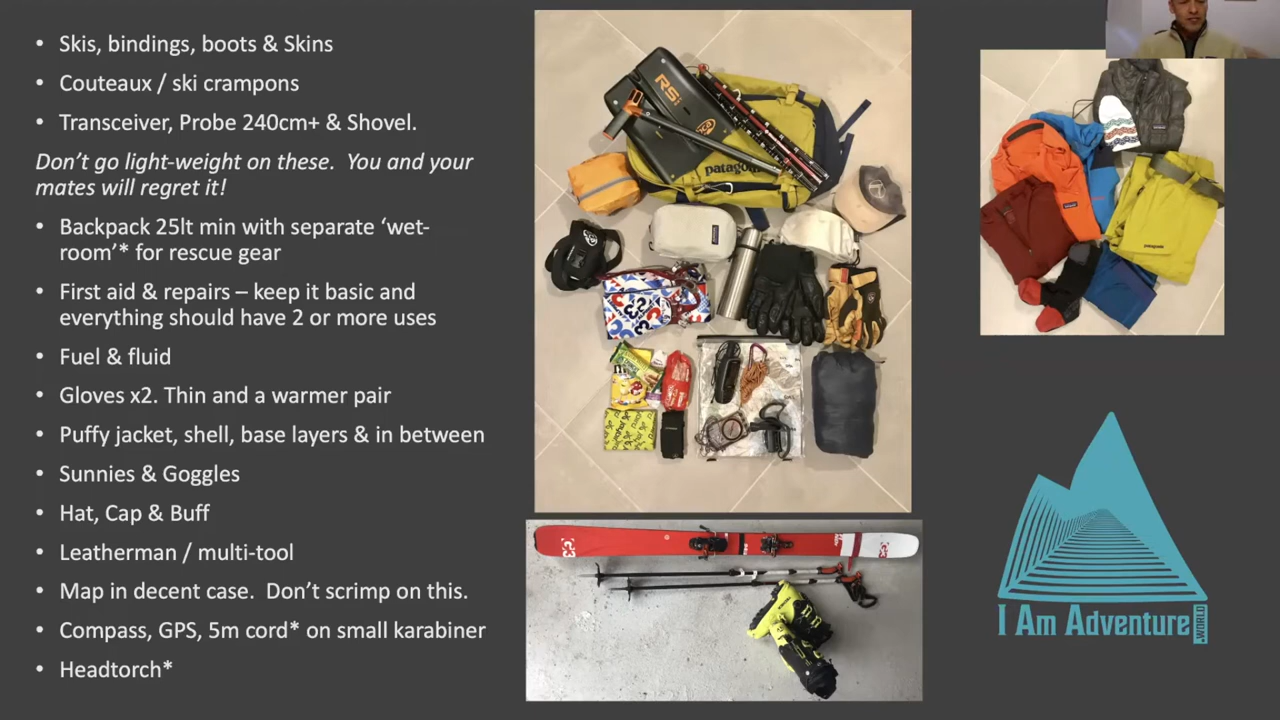 • Skis, bindings, boots & Skins
• Couteaux / ski crampons
• Transceiver, Probe 240cm+ & Shovel.
Don’t go light-weight on these. You and your
mates will regret it!
• Backpack 25lt min with separate ‘wet-
room’* for rescue gear
• First aid & repairs – keep it basic and
everything should have 2 or more uses
• Fuel & fluid
• Gloves x2. Thin and a warmer pair
• Puffy jacket, shell, base layers & in between
• Sunnies & Goggles
• Hat, Cap & Buff
• Leatherman / multi-tool
• Map in decent case. Don’t scrimp on this.
• Compass, GPS, 5m cord* on small karabiner
• Headtorch*
RS
patagonia
G3
G3
patagonia
I Am Adventure
.WORLD